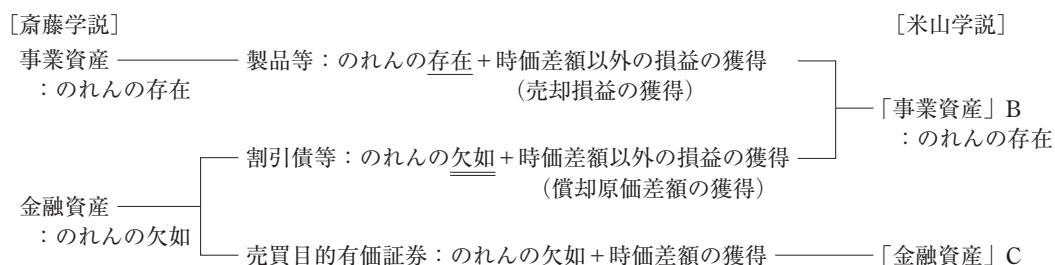 ［斎藤学説］ ［米山学説］
事業資産 製品等：のれんの存在＋時価差額以外の損益の獲得
：のれんの存在 （売却損益の獲得）
「事業資産」B
：のれんの存在
割引債等：のれんの欠如＋時価差額以外の損益の獲得
（償却原価差額の獲得）
金融資産
：のれんの欠如
売買目的有価証券：のれんの欠如＋時価差額の獲得 「金融資産」C